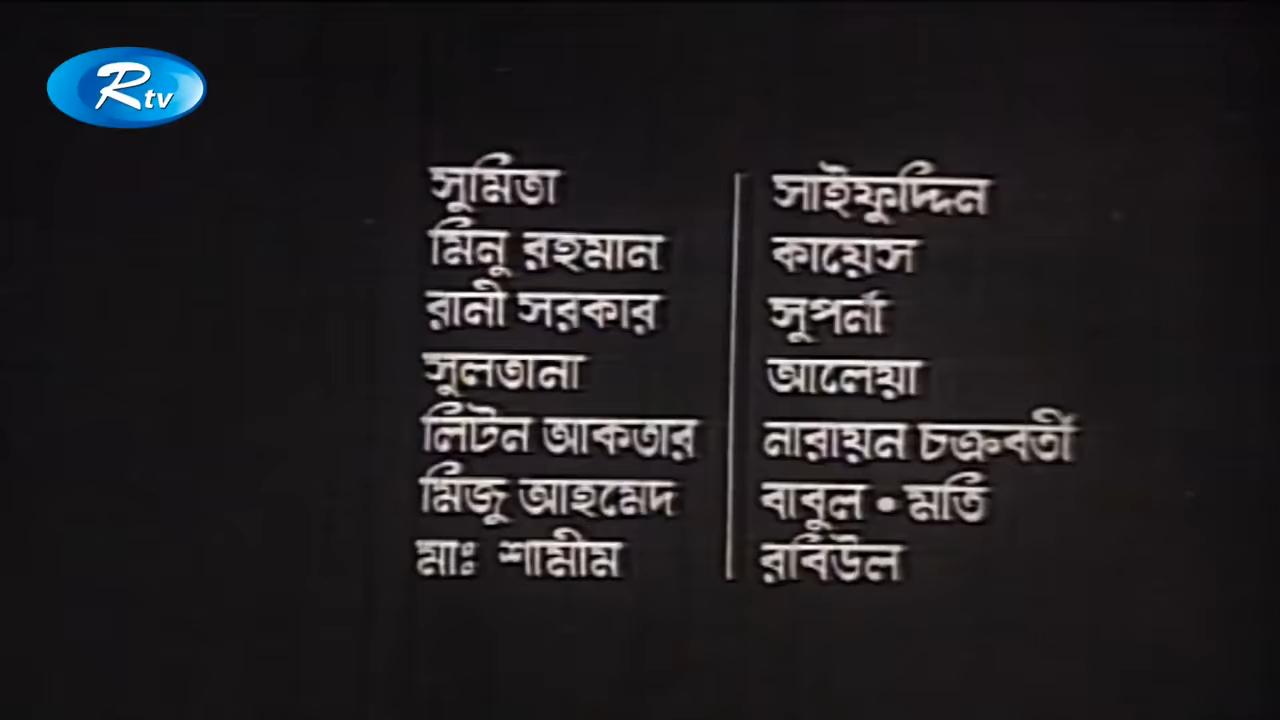 Rtv
সুমিতা
মিনু রহমান
রানী সরকার
সুলতানা
লিটন আকতার
মিজু আহমেদ
মাঃ শামীম
সাইফুদ্দিন
কায়েস
সুপর্না
আলেয়া
নারায়ন চক্রবর্তী
বাবুল • মতি
রবিউল